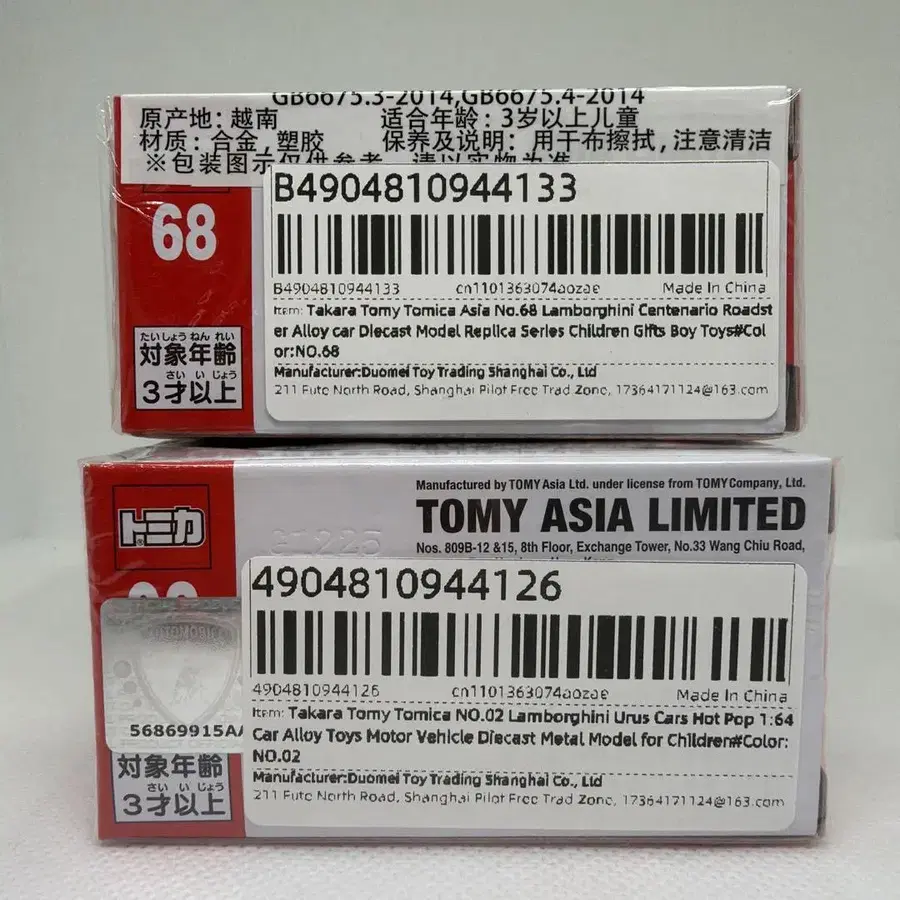 GB6675.3-2014,GB6675.4-2014
原产地: 越南 适合年龄: 3岁以上儿童
材质: 合金, 塑胶 保养及说明: 用干布擦拭, 注意清洁
※包装图示仅供参考, 请以实物为准
68
B4904810944133
B4904810944133 cn1101363074aozae Made In China
Item: Takara Tomy Tomica Asia No.68 Lamborghini Centenario Roadst
er Alloy car Diecast Model Replica Series Children Gifts Boy Toys#Col
or:NO.68
Manufacturer:Duomei Toy Trading Shanghai Co., Ltd
211 Fute North Road, Shanghai Pilot Free Trad Zone, 17364171124@163.com
たいしょうねんれい
対象年齢
さい いじょう
3才以上
Manufactured by TOMY Asia Ltd. under license from TOMY Company, Ltd.
TOMY ASIA LIMITED
Nos. 809B-12 &15, 8th Floor, Exchange Tower, No.33 Wang Chiu Road,
トミカ
®
4904810944126
4904810944126 cn1101363074aozae Made In China
Item: Takara Tomy Tomica NO.02 Lamborghini Urus Cars Hot Pop 1:64
Car Alloy Toys Motor Vehicle Diecast Metal Model for Children#Color:
NO.02
Manufacturer:Duomei Toy Trading Shanghai Co., Ltd
211 Fute North Road, Shanghai Pilot Free Trad Zone, 17364171124@163.com
56869915A
対象年齢
さい いじょう
3才以上